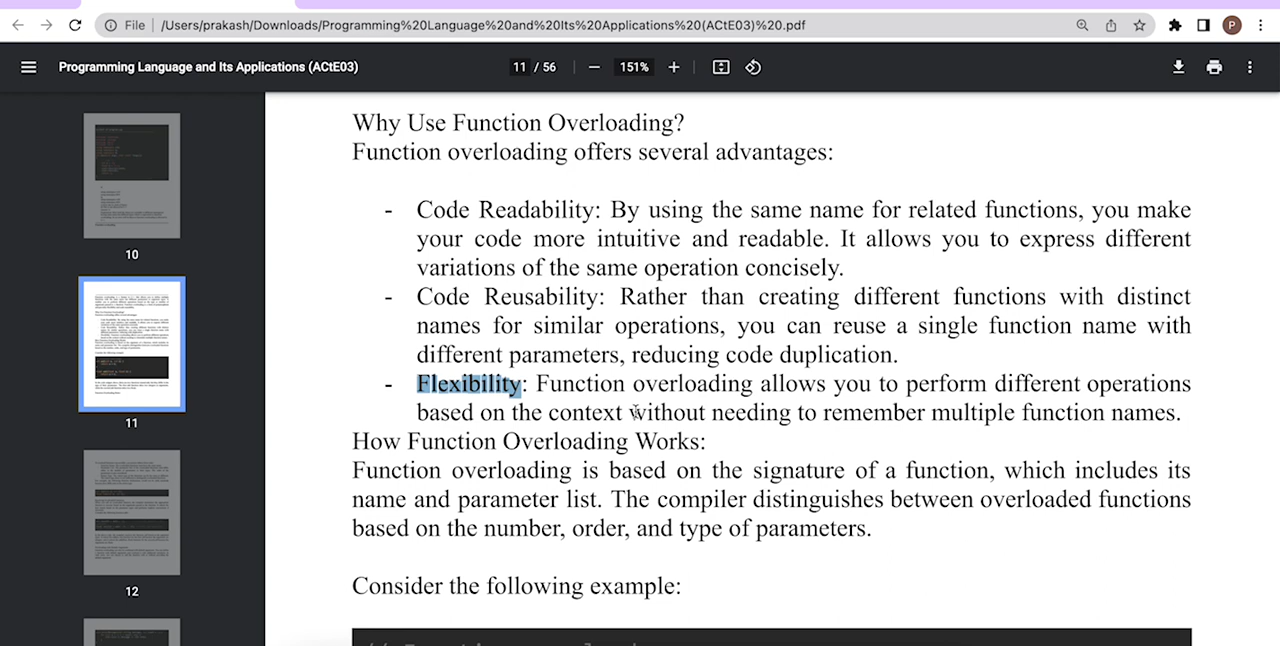 File | /Users/prakash/Downloads/Programming%20Language%20and%20Its%20Applications%20(ACtE03)%20.pdf
P
Programming Language and Its Applications (ACtE03)
11 / 56
151%
10
11
12
Why Use Function Overloading?
Function overloading offers several advantages:
- Code Readability: By using the same name for related functions, you make
your code more intuitive and readable. It allows you to express different
variations of the same operation concisely.
- Code Reusability: Rather than creating different functions with distinct
names for similar operations, you can reuse a single function name with
different parameters, reducing code duplication.
- Flexibility: Function overloading allows you to perform different operations
based on the context without needing to remember multiple function names.
How Function Overloading Works:
Function overloading is based on the signature of a function, which includes its
name and parameter list. The compiler distinguishes between overloaded functions
based on the number, order, and type of parameters.
Consider the following example: